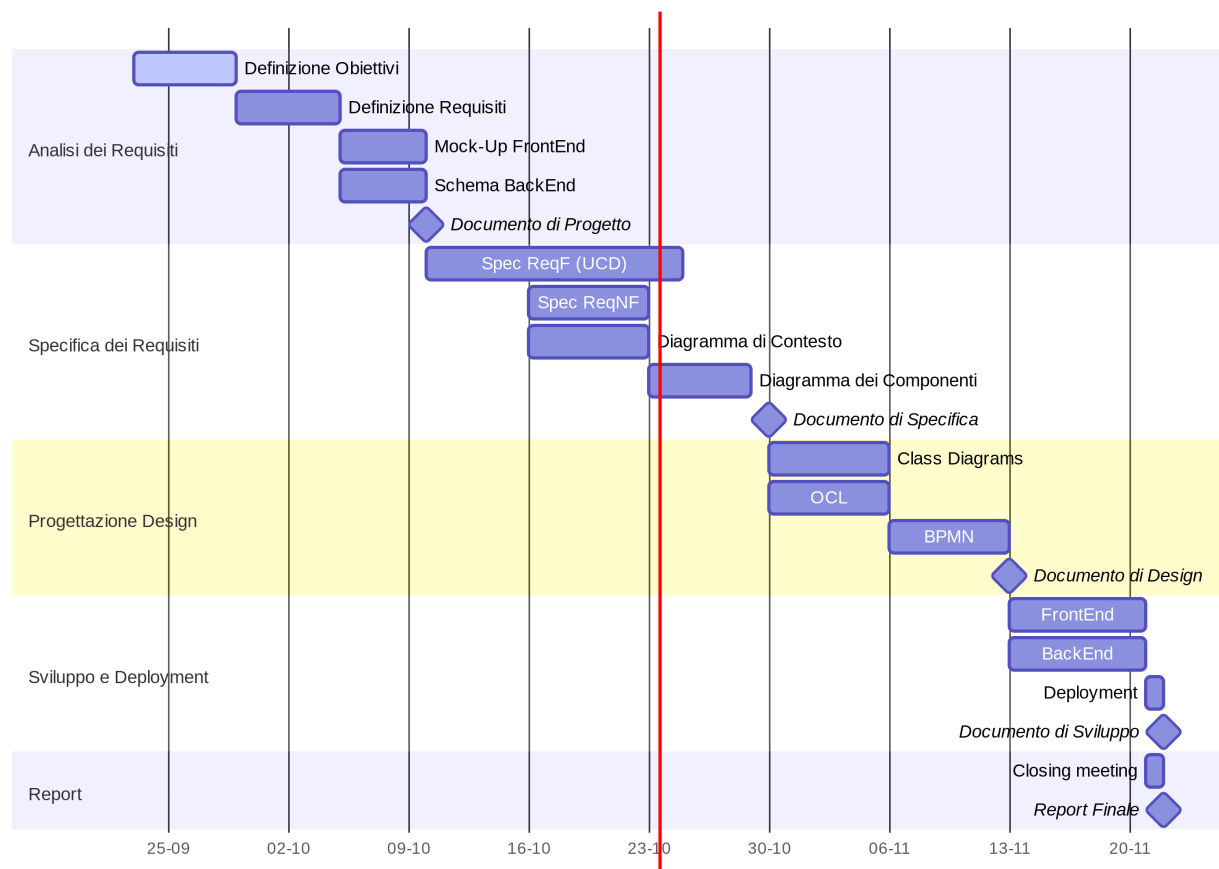 Definizione Obiettivi
Definizione Requisiti
Analisi dei Requisiti
Mock-Up FrontEnd
Schema BackEnd
Documento di Progetto
Spec ReqF (UCD)
Spec ReqNF
Specifica dei Requisiti
Diagramma di Contesto
Diagramma dei Componenti
Documento di Specifica
Class Diagrams
OCL
Progettazione Design
BPMN
Documento di Design
FrontEnd
BackEnd
Sviluppo e Deployment
Deployment
Documento di Sviluppo
Closing meeting
Report
Report Finale
25-09 02-10 09-10 16-10 23-10 30-10 06-11 13-11 20-11